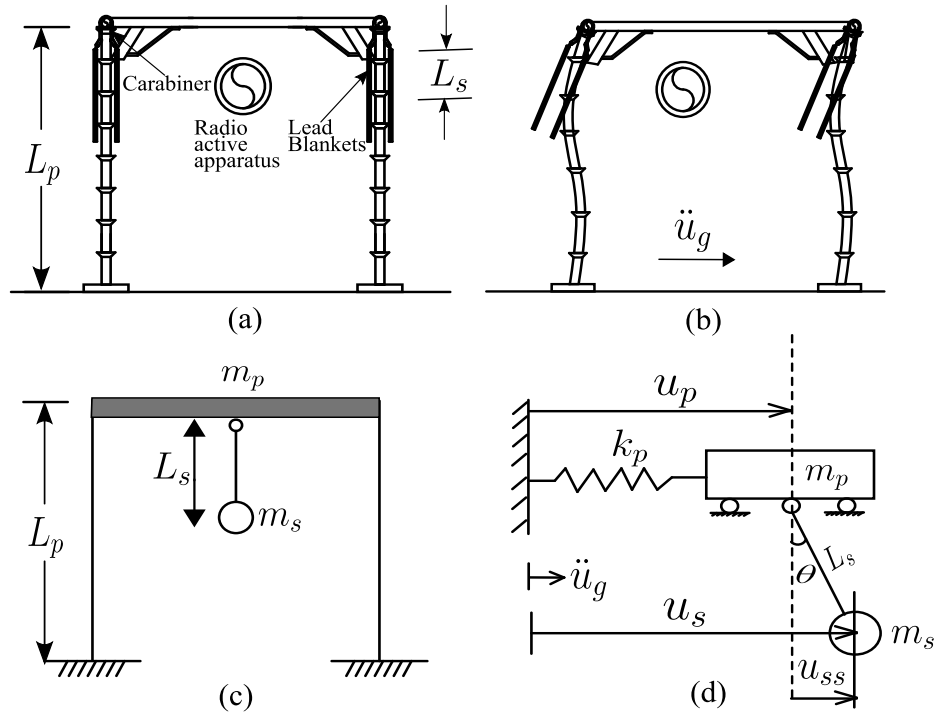 Carabiner
L_s
L_p
Radio
active
apparatus
Lead
Blankets
(a)
ü_g
(b)
m_p
L_s
m_s
L_p
(c)
u_p
k_p
m_p
θ
L_s
ü_g
u_s
m_s
u_ss
(d)